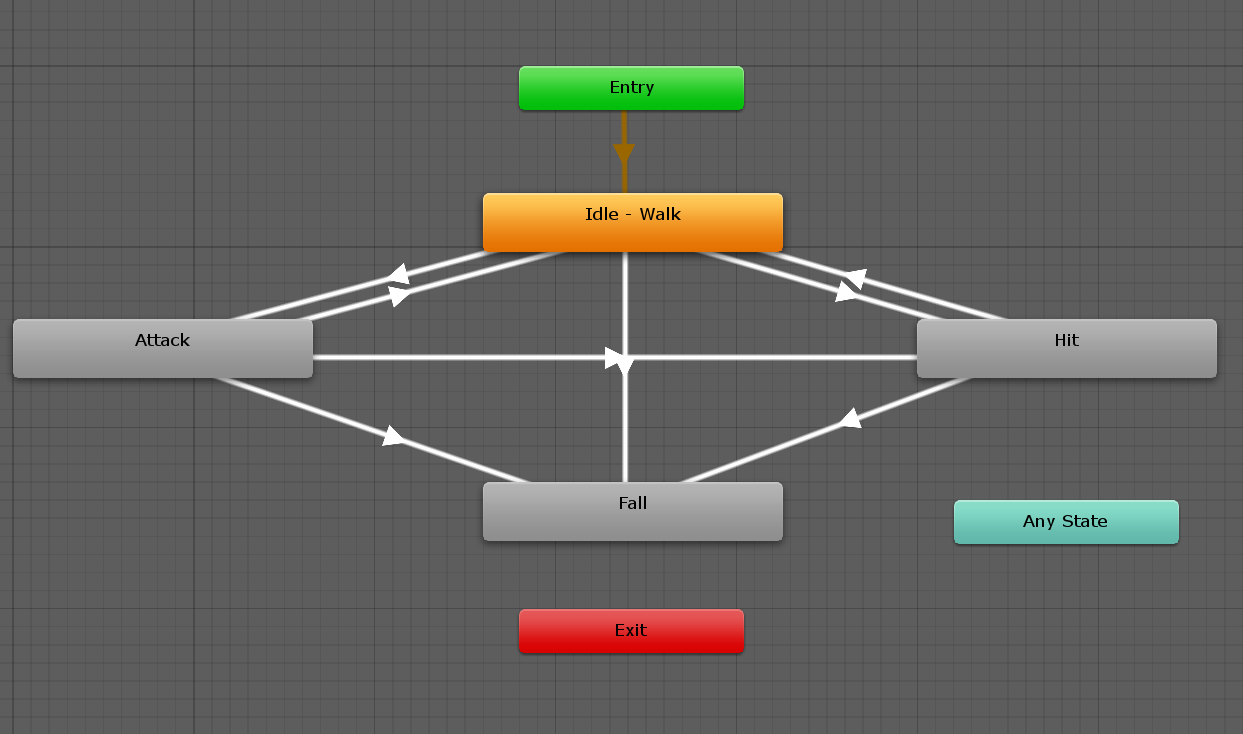 Entry
Idle - Walk
Attack
Hit
Fall
Any State
Exit